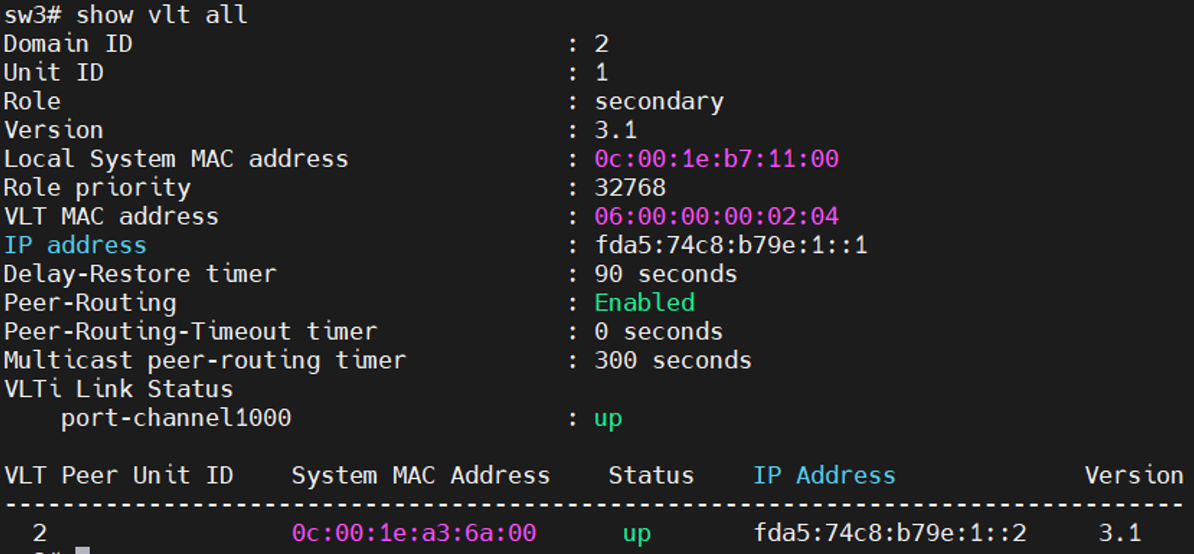 sw3# show vlt all
Domain ID : 2
Unit ID : 1
Role : secondary
Version : 3.1
Local System MAC address : 0c:00:1e:b7:11:00
Role priority : 32768
VLT MAC address : 06:00:00:00:02:04
IP address : fda5:74c8:b79e:1::1
Delay-Restore timer : 90 seconds
Peer-Routing : Enabled
Peer-Routing-Timeout timer : 0 seconds
Multicast peer-routing timer : 300 seconds
VLTi Link Status
port-channel1000 : up
VLT Peer Unit ID System MAC Address Status IP Address Version
----------------------------------------------------------------------------------
2 0c:00:1e:a3:6a:00 up fda5:74c8:b79e:1::2 3.1